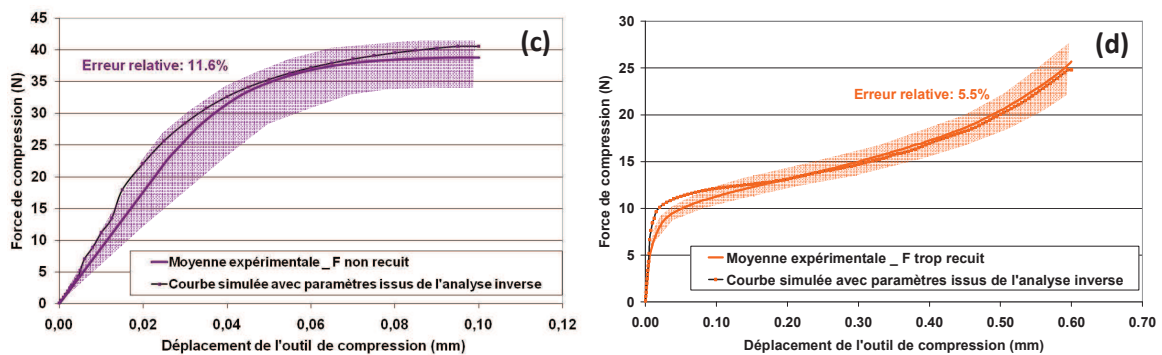 (c)
Erreur relative: 11.6%
Force de compression (N)
45
40
35
30
25
20
15
10
5
0
Moyenne expérimentale _ F non recuit
Courbe simulée avec paramètres issus de l'analyse inverse
0,00 0,02 0,04 0,06 0,08 0,10 0,12
Déplacement de l'outil de compression (mm)
(d)
Erreur relative: 5.5%
Force de compression (N)
30
25
20
15
10
5
0
Moyenne expérimentale _ F trop recuit
Courbe simulée avec paramètres issus de l'analyse inverse
0.00 0.10 0.20 0.30 0.40 0.50 0.60 0.70
Déplacement de l'outil de compression (mm)